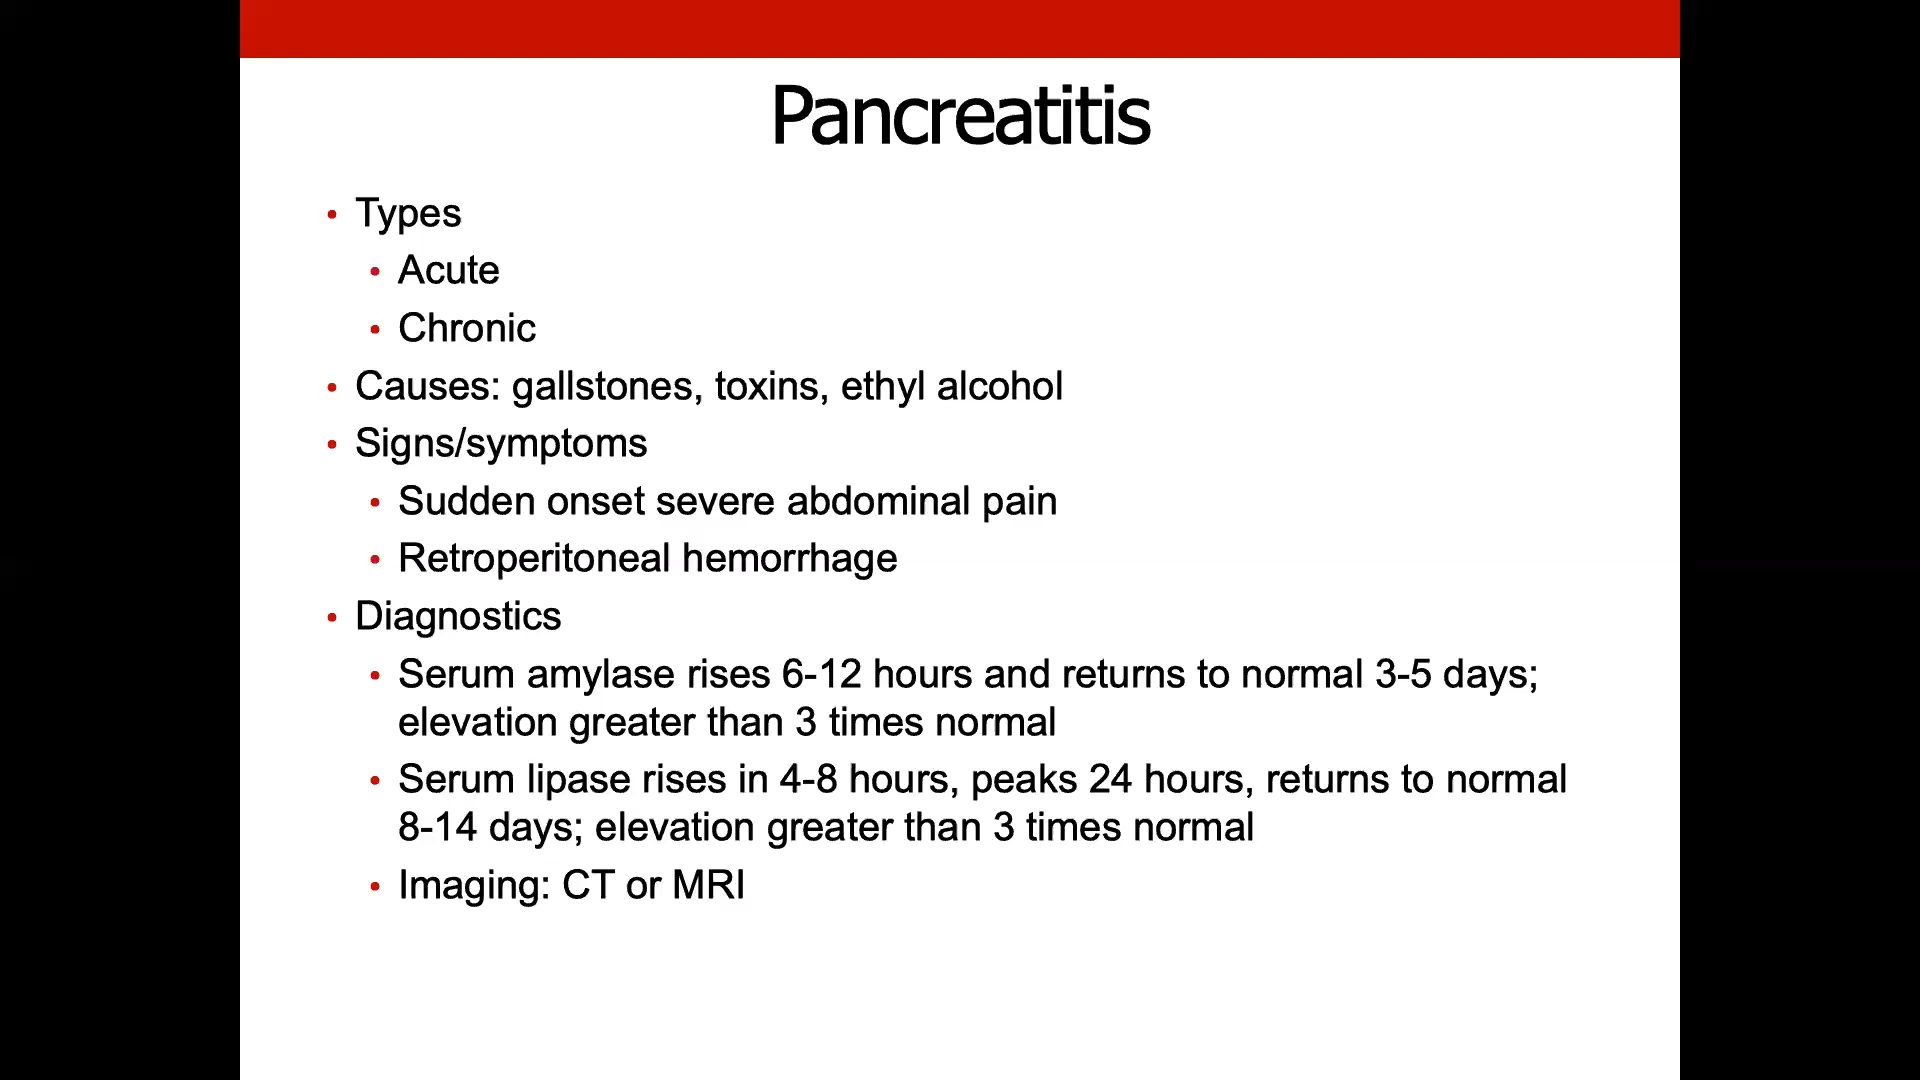 Pancreatitis
• Types
• Acute
• Chronic
• Causes: gallstones, toxins, ethyl alcohol
• Signs/symptoms
• Sudden onset severe abdominal pain
• Retroperitoneal hemorrhage
• Diagnostics
• Serum amylase rises 6-12 hours and returns to normal 3-5 days;
elevation greater than 3 times normal
• Serum lipase rises in 4-8 hours, peaks 24 hours, returns to normal
8-14 days; elevation greater than 3 times normal
• Imaging: CT or MRI